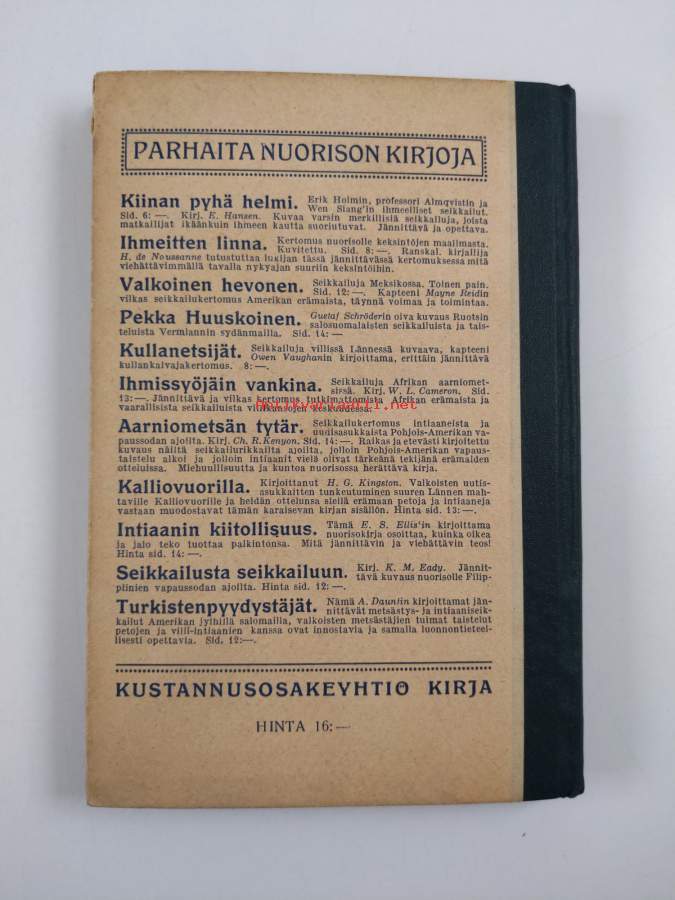 PARHAITA NUORISON KIRJOJA
Kiinan pyhä helmi. Erik Holmin, professori Almqvistin ja
Wen Siang'in ihmeelliset seikkailut.
Sid. 6: —. Kirj. E. Hansen. Kuvaa varsin merkillisiä seikkailuja, joista
matkailijat ikäänkuin ihmeen kautta suoriutuvat. Jännittävä ja opettava.
Ihmeitten linna. Kertomus nuorisolle keksintöjen maailmasta.
Kuvitettu. Sid. 8: —. Ranskal. kirjailija
H. de Noussanne tutustuttaa lukijan tässä jännittävässä kertomuksessa mitä
viehättävimmällä tavalla nykyajan suuriin keksintöihin.
Valkoinen hevonen. Seikkailuja Meksikossa. Toinen pain.
Sid. 12: —. Kapteeni Mayne Reidin
vilkas seikkailukertomus Amerikan erämaista, täynnä voimaa ja toimintaa.
Pekka Huuskoinen. Gustaf Schröderin oiva kuvaus Ruotsin
salosuomalaisten seikkailuista ja tais-
teluista Vermlannin sydänmailla. Sid. 14: —
Kullanetsijät. Seikkailuja villissä Lännessä kuvaava, kapteeni
Owen Vaughanin kirjoittama, erittäin jännittävä
kullankaivajakertomus. 8: —.
Ihmissyöjäin vankina. Seikkailuja Afrikan aarniomet-
sissä. Kirj. W. L. Cameron. Sid.
13: —. Jännittävä ja vilkas kertomus tutkimattomista Afrikan erämaista ja
vaarallisista seikkailuista villikansojen keskuudessa.
antikvariaatti.net
Aarniometsän tytär. Seikkailukertomus intiaaneista ja
uudisasukkaista Pohjois-Amerikan va-
paussodan ajoilta. Kirj. Ch. R. Kenyon. Sid. 14: —. Raikas ja etevästi kirjoitettu
kuvaus näiltä seikkailurikkailta ajoilta, jolloin Pohjois-Amerikan vapaus-
taistelu alkoi ja jolloin intiaanit vielä olivat tärkeänä tekijänä erämaiden
otteluissa. Miehuullisuutta ja kuntoa nuorisossa herättävä kirja.
Kalliovuorilla. Kirjoittanut H. G. Kingston. Valkoisten uutis-
asukkaitten tunkeutuminen suuren Lännen mah-
taville Kalliovuorille ja heidän ottelunsa siellä erämaan petoja ja intiaaneja
vastaan muodostavat tämän karaisevan kirjan sisällön. Hinta sid. 13: —.
Intiaanin kiitollisuus. Tämä E. S. Ellis'in kirjoittama
nuorisokirja osoittaa, kuinka oikea
ja jalo teko tuottaa palkintonsa. Mitä jännittävin ja viehättävin teos!
Hinta sid. 14: —.
Seikkailusta seikkailuun. Kirj. K. M. Eady. Jännit-
tävä kuvaus nuorisolle Filip-
piinien vapaussodan ajoilta. Hinta sid. 12: —.
Turkistenpyydystäjät. Nämä A. Daunin kirjoittamat jän-
nittävät metsästys- ja intiaaniseik-
kailut Amerikan jylhillä salomailla, valkoisten metsästäjien tuimat taistelut
petojen ja villi-intiaanien kanssa ovat innostavia ja samalla luonnontieteel-
lisesti opettavia. Sid. 12:—.
KUSTANNUSOSAKEYHTIÖ KIRJA
HINTA 16: —